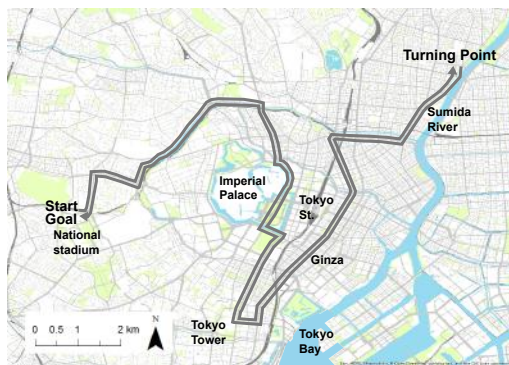 Turning Point
Sumida
River
Imperial
Palace
Tokyo
St.
Start
Goal
National
stadium
Ginza
Tokyo
Tower
Tokyo
Bay
N
0 0.5 1 2 km